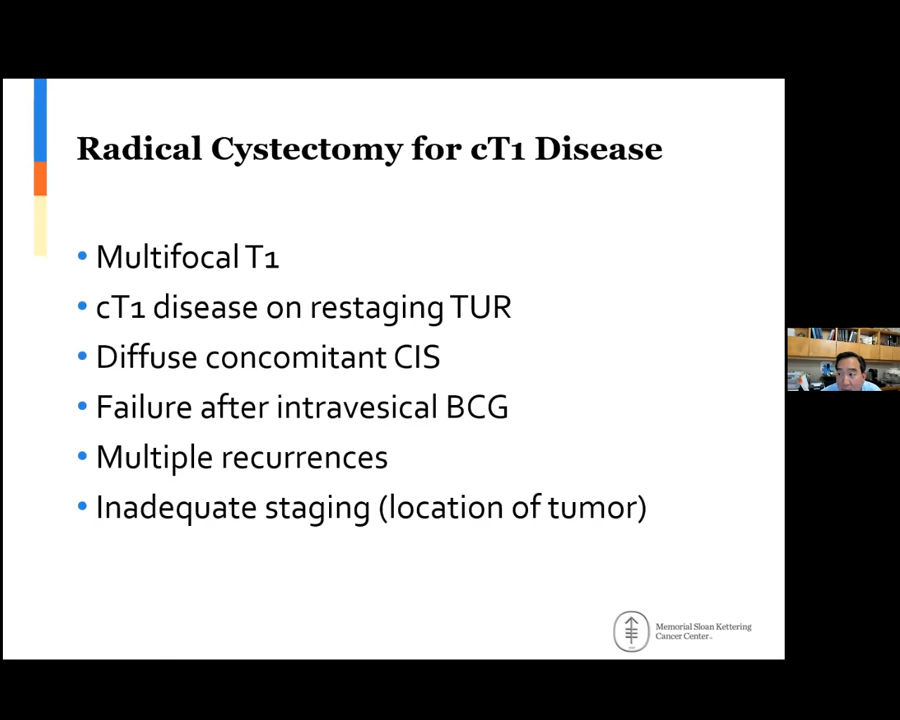 Radical Cystectomy for cT1 Disease
• Multifocal T1
• cT1 disease on restaging TUR
• Diffuse concomitant CIS
• Failure after intravesical BCG
• Multiple recurrences
• Inadequate staging (location of tumor)
Memorial Sloan Kettering
Cancer Center